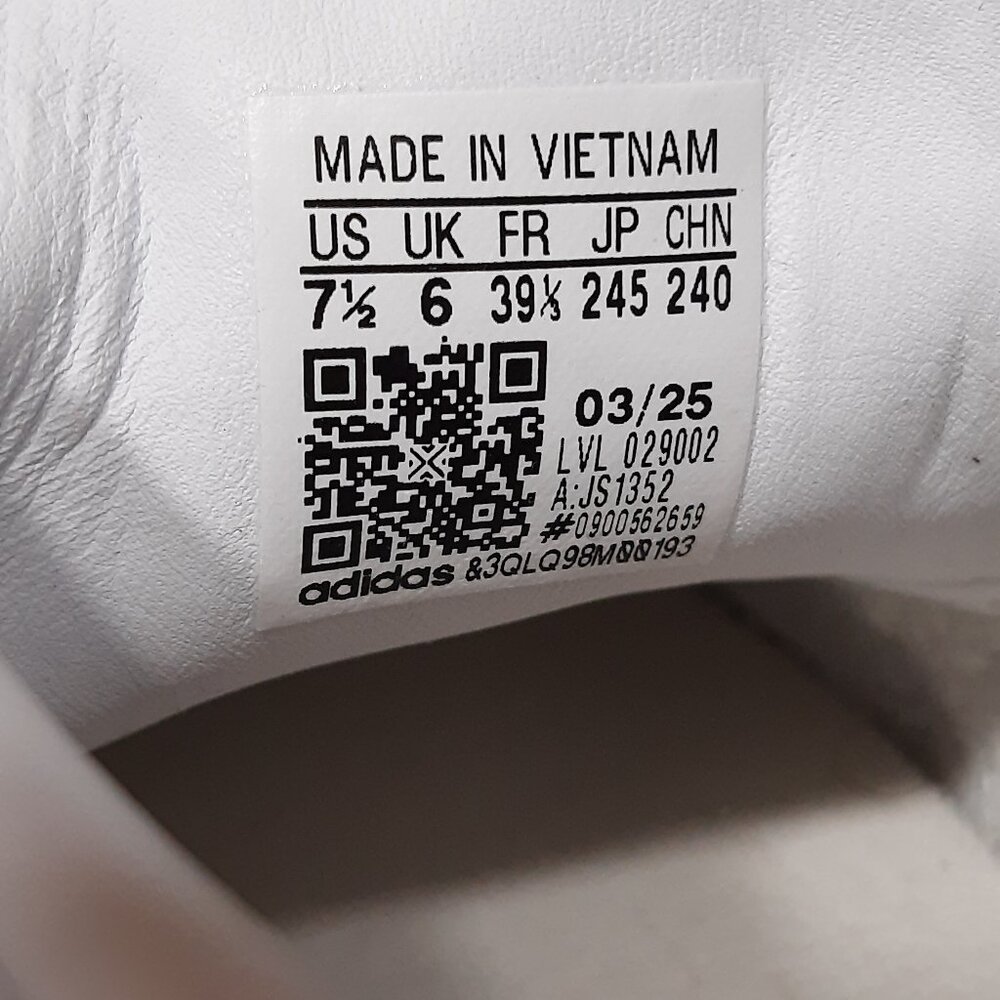 MADE IN VIETNAM
US UK FR JP CHN
7½ 6 39⅓ 245 240
03/25
LVL 029002
A:JS1352
#0900562659
adidas &3QLQ98M00193